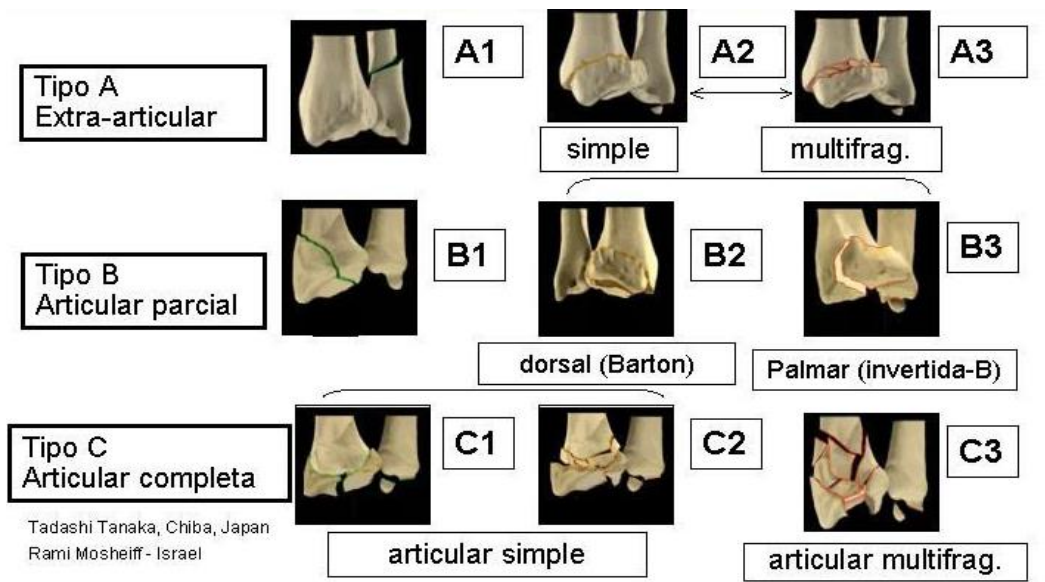 Tipo A
Extra-articular
A1
A2
A3
simple
multifrag.
Tipo B
Articular parcial
B1
B2
B3
dorsal (Barton)
Palmar (invertida-B)
Tipo C
Articular completa
C1
C2
C3
Tadashi Tanaka, Chiba, Japan
Rami Mosheiff - Israel
articular simple
articular multifrag.